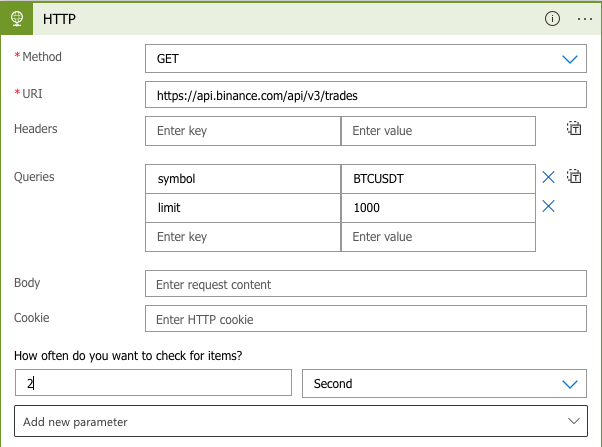 HTTP
* Method GET
* URI https://api.binance.com/api/v3/trades
Headers Enter key Enter value
Queries symbol BTCUSDT
limit 1000
Enter key Enter value
Body Enter request content
Cookie Enter HTTP cookie
How often do you want to check for items?
2 Second
Add new parameter